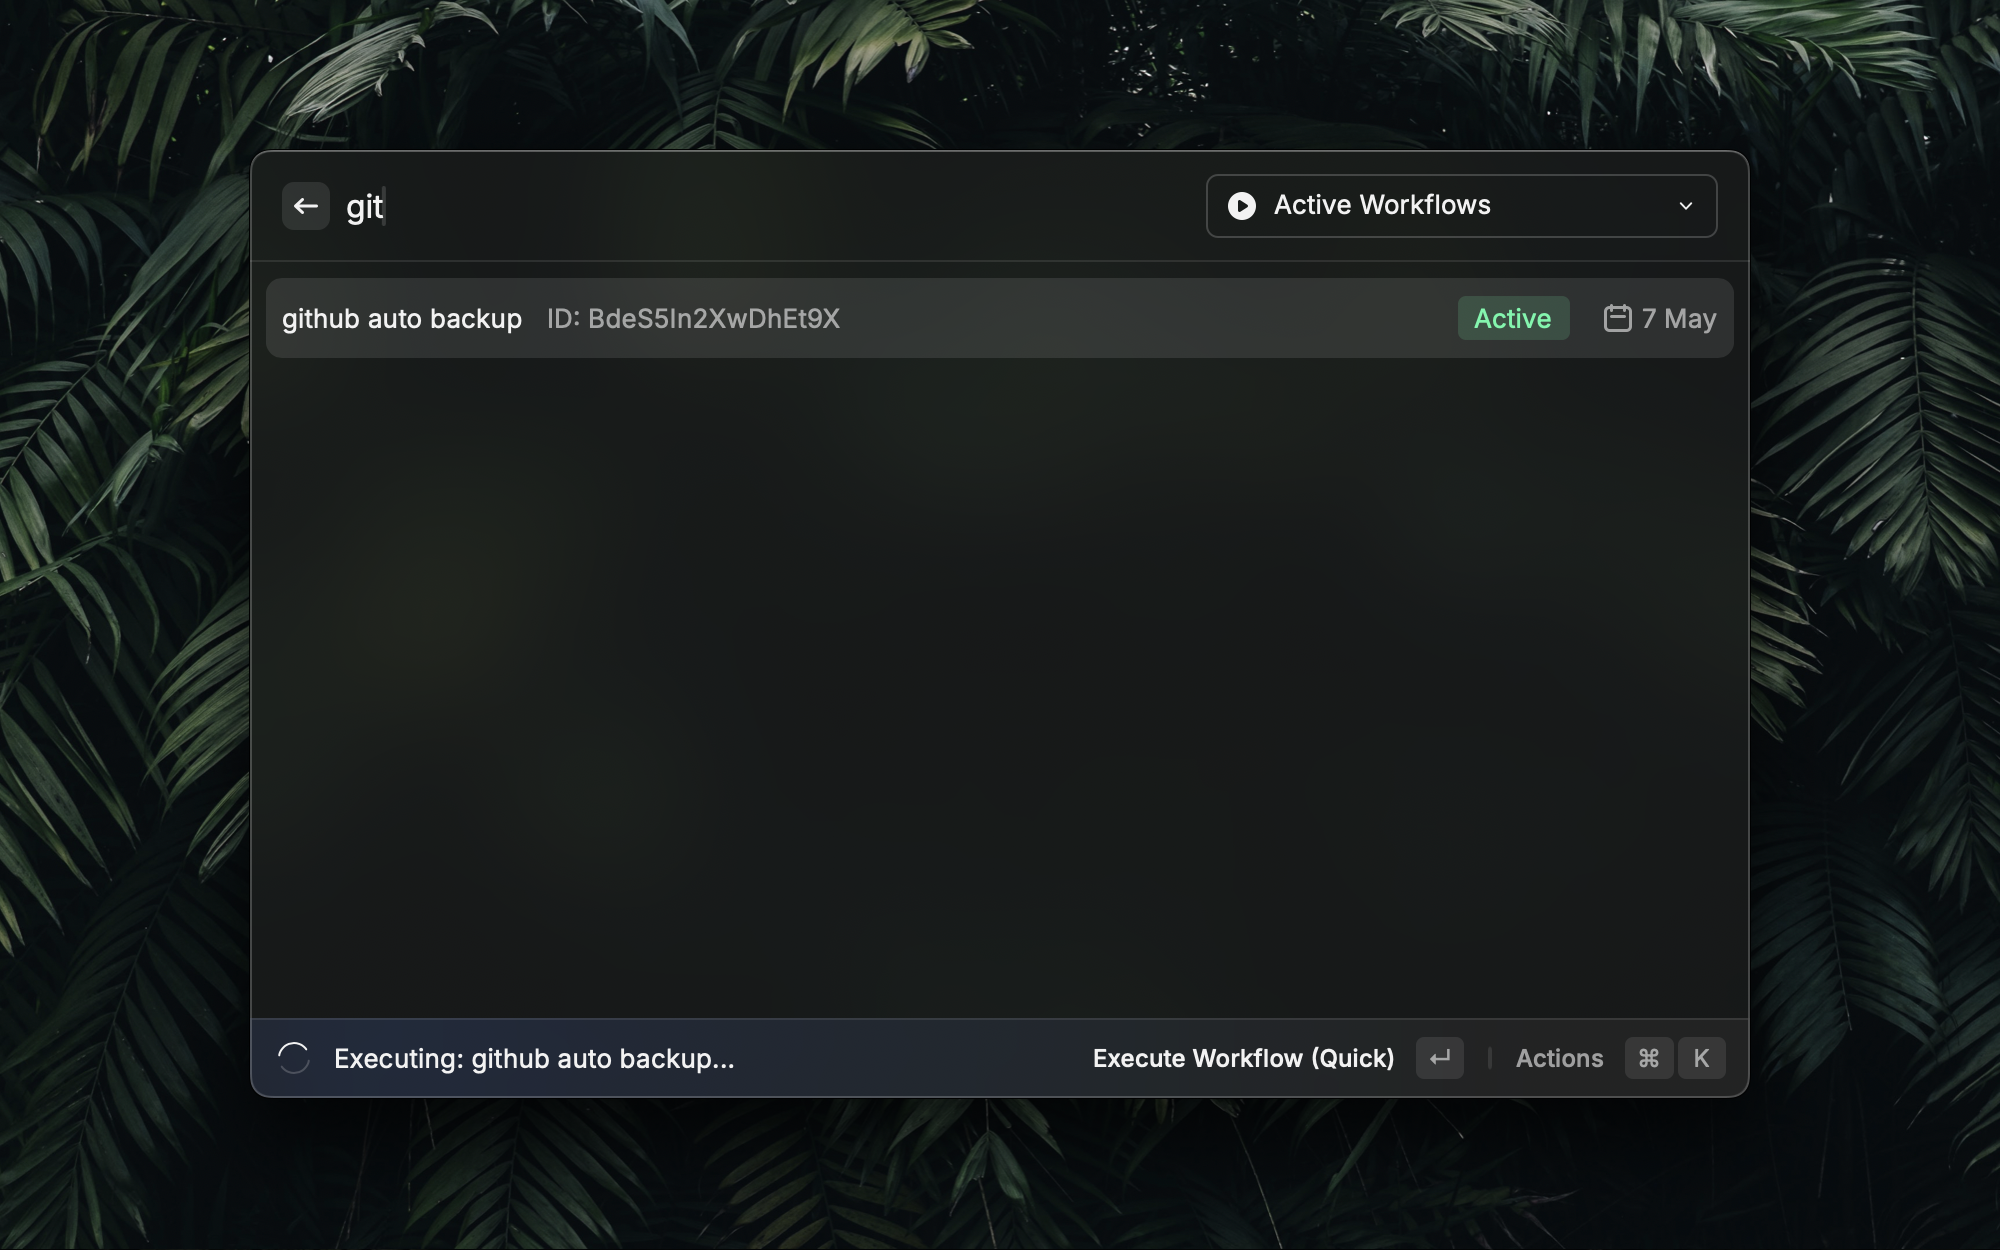 git
Active Workflows
github auto backup ID: BdeS5In2XwDhEt9X Active 7 May
Executing: github auto backup... Execute Workflow (Quick) Actions ⌘ K